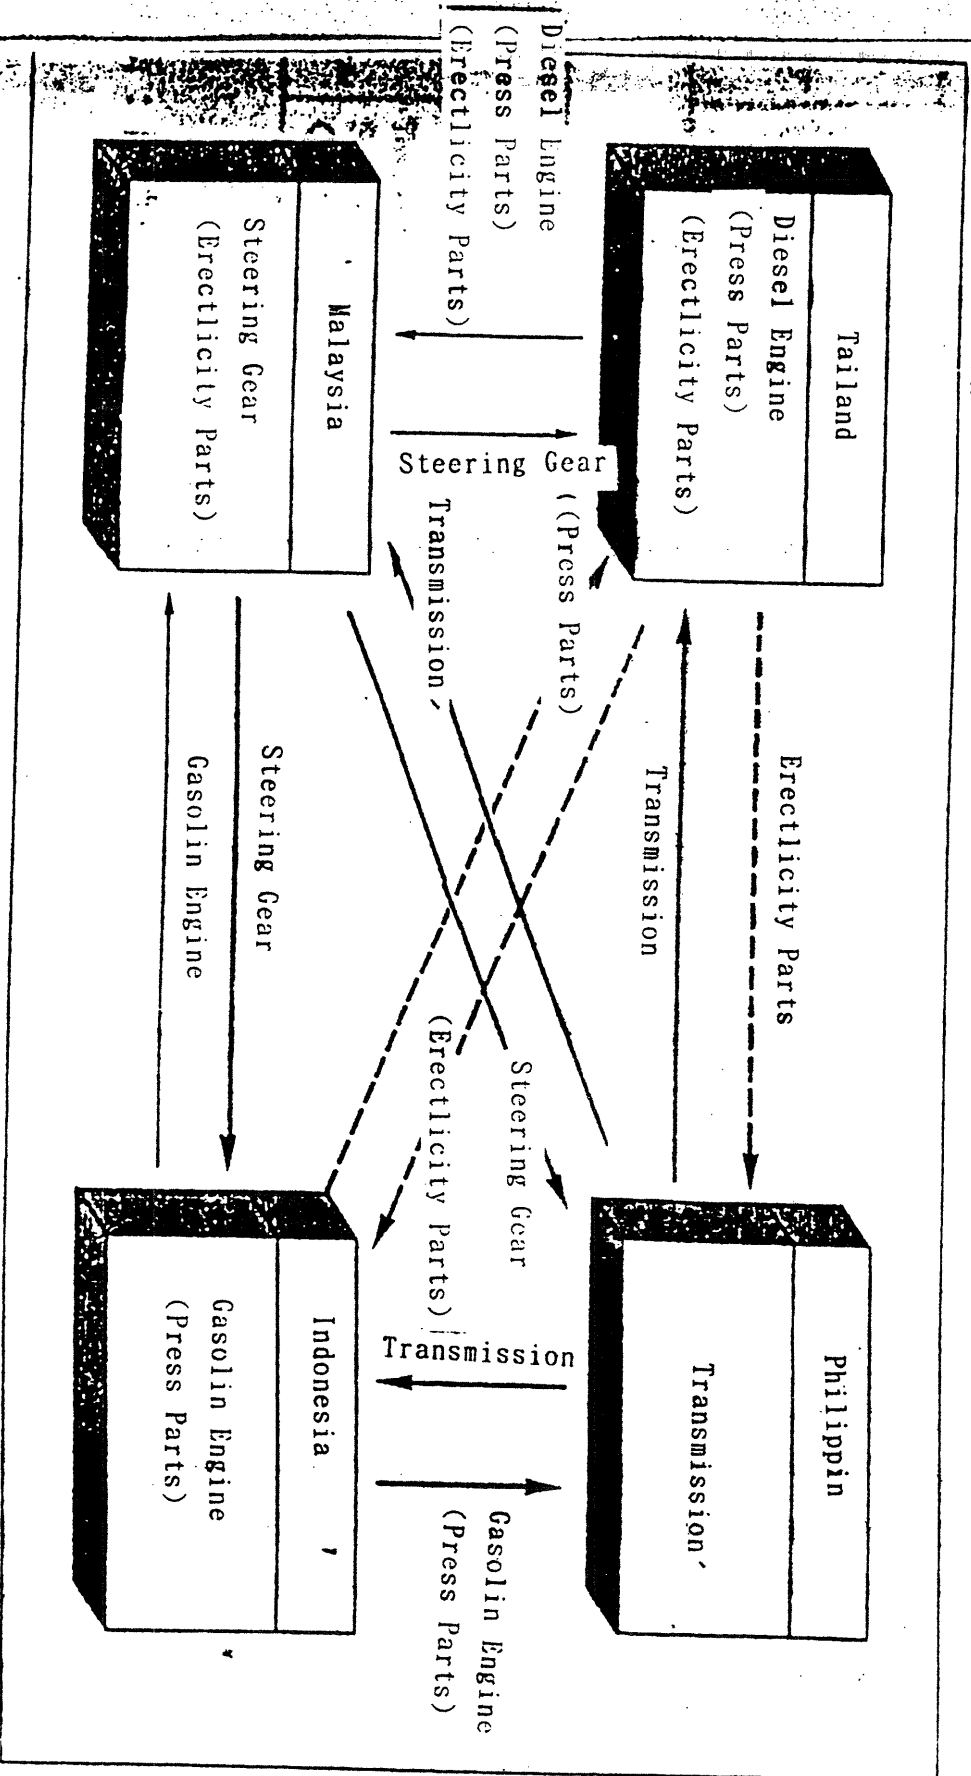 Tailand
Diesel Engine
(Press Parts)
(Erectlicity Parts)
Erectlicity Parts
Transmission
Philippin
Transmission´
Diesel Engine
(Press Parts)
(Erectlicity Parts)
Steering Gear
((Press Parts)
Transmission´
Steering Gear
(Erectlicity Parts)
Transmission
Gasolin Engine
(Press Parts)
Malaysia
Steering Gear
(Erectlicity Parts)
Steering Gear
Gasolin Engine
Indonesia
Gasolin Engine
(Press Parts)